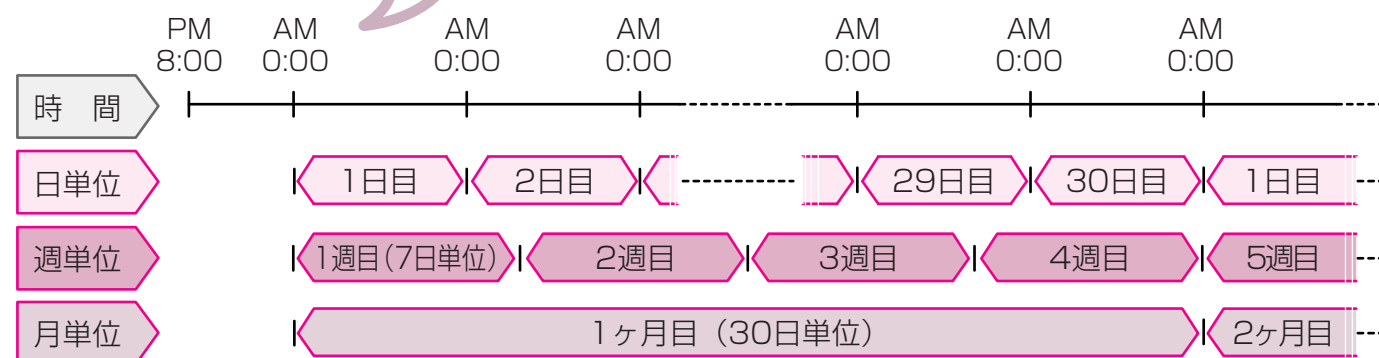 PM AM AM AM AM AM AM
8:00 0:00 0:00 0:00 0:00 0:00 0:00
時 間
日単位 1日目 2日目 29日目 30日目 1日目
週単位 1週目(7日単位) 2週目 3週目 4週目 5週目
月単位 1ヶ月目(30日単位) 2ヶ月目